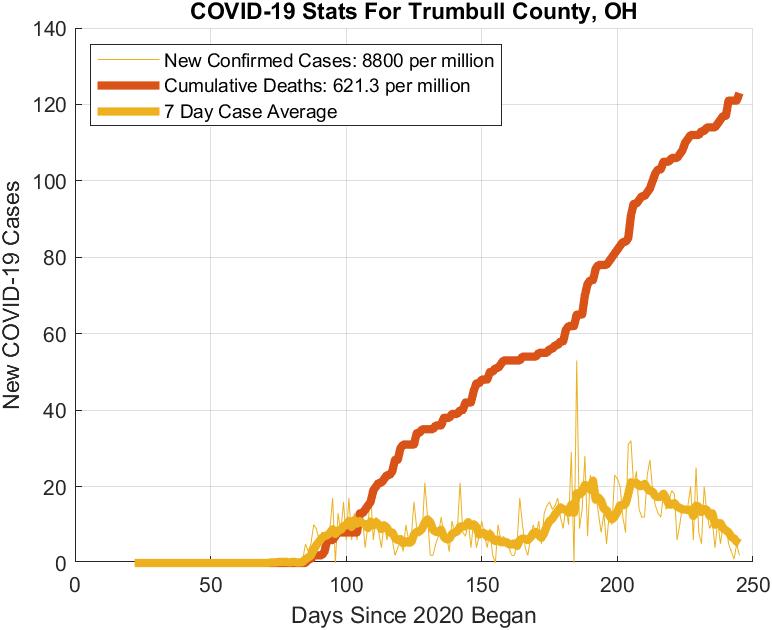 COVID-19 Stats For Trumbull County, OH
New Confirmed Cases: 8800 per million
Cumulative Deaths: 621.3 per million
7 Day Case Average
New COVID-19 Cases
140
120
100
80
60
40
20
0
0 50 100 150 200 250
Days Since 2020 Began